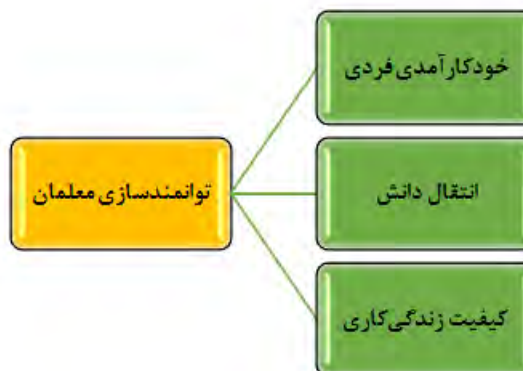 خودکارآمدی فردی
توانمندسازی معلمان
انتقال دانش
کیفیت زندگی کاری